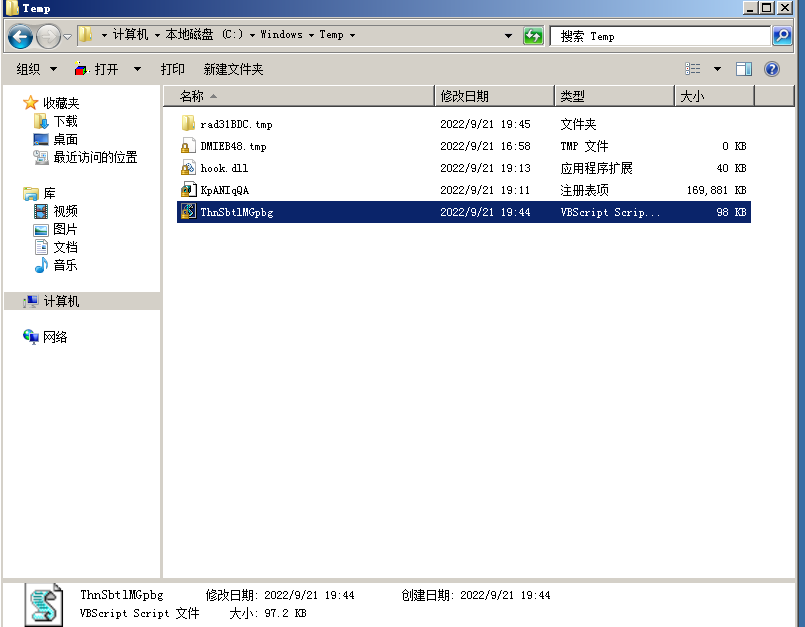 Temp
计算机 本地磁盘 (C:) Windows Temp 搜索 Temp
组织 打开 打印 新建文件夹
收藏夹
下载
桌面
最近访问的位置
库
视频
图片
文档
音乐
计算机
网络
名称 修改日期 类型 大小
rad31BDC.tmp 2022/9/21 19:45 文件夹
DMIEB48.tmp 2022/9/21 16:58 TMP 文件 0 KB
hook.dll 2022/9/21 19:13 应用程序扩展 40 KB
KpANIqQA 2022/9/21 19:11 注册表项 169,881 KB
ThnSbtlMGpbg 2022/9/21 19:44 VBScript Scrip... 98 KB
ThnSbtlMGpbg 修改日期: 2022/9/21 19:44 创建日期: 2022/9/21 19:44
VBScript Script 文件 大小: 97.2 KB